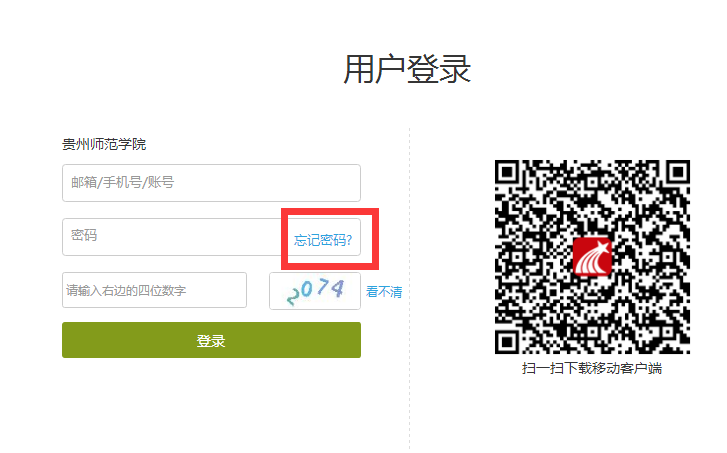 用户登录
贵州师范学院
邮箱/手机号/账号
密码
忘记密码?
请输入右边的四位数字
2074
看不清
登录
扫一扫下载移动客户端